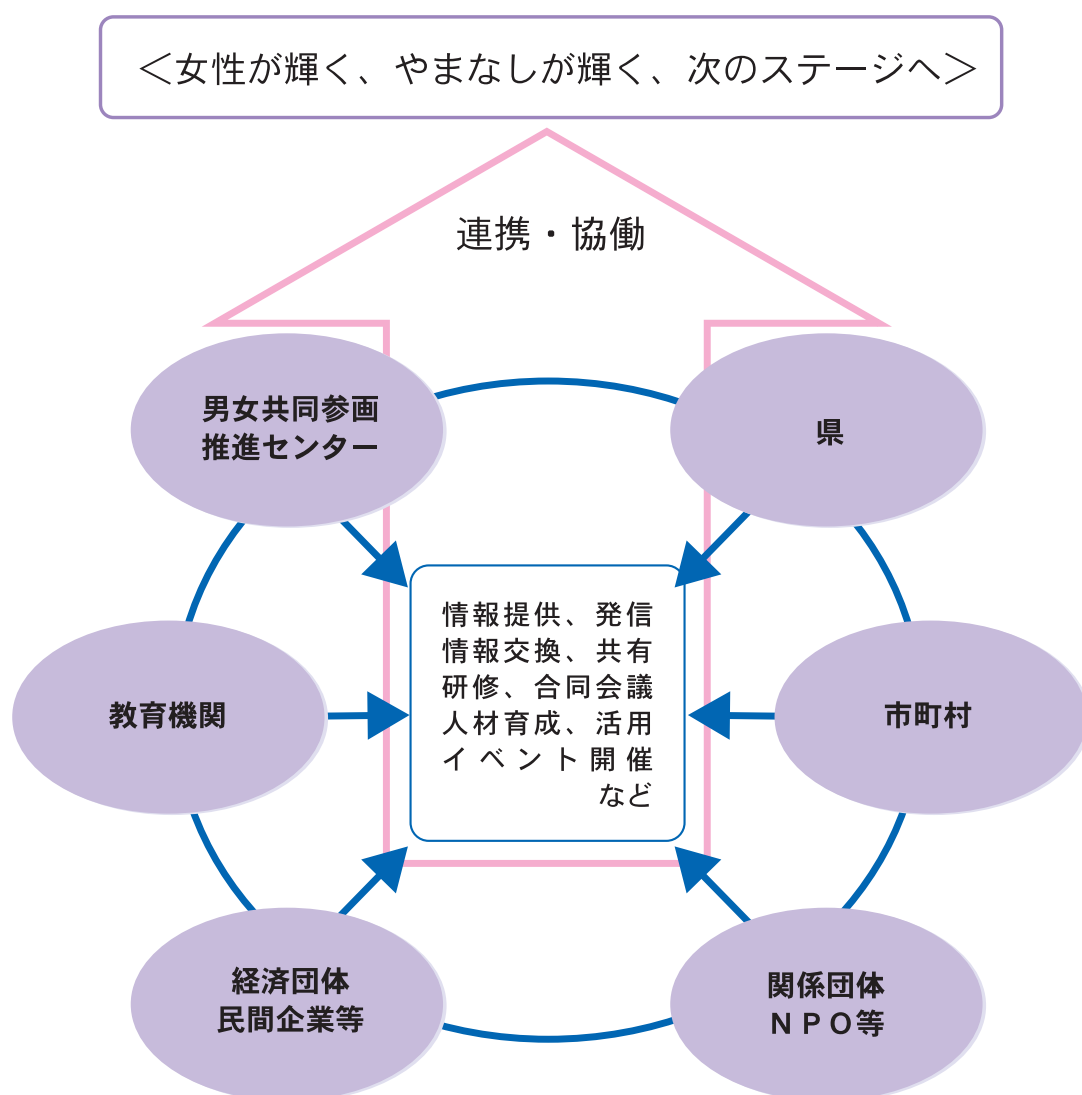 ＜女性が輝く、やまなしが輝く、次のステージへ＞
連携・協働
男女共同参画
推進センター
県
情報提供、発信
情報交換、共有
研修、合同会議
人材育成、活用
イベント開催
など
教育機関
市町村
経済団体
民間企業等
関係団体
ＮＰＯ等